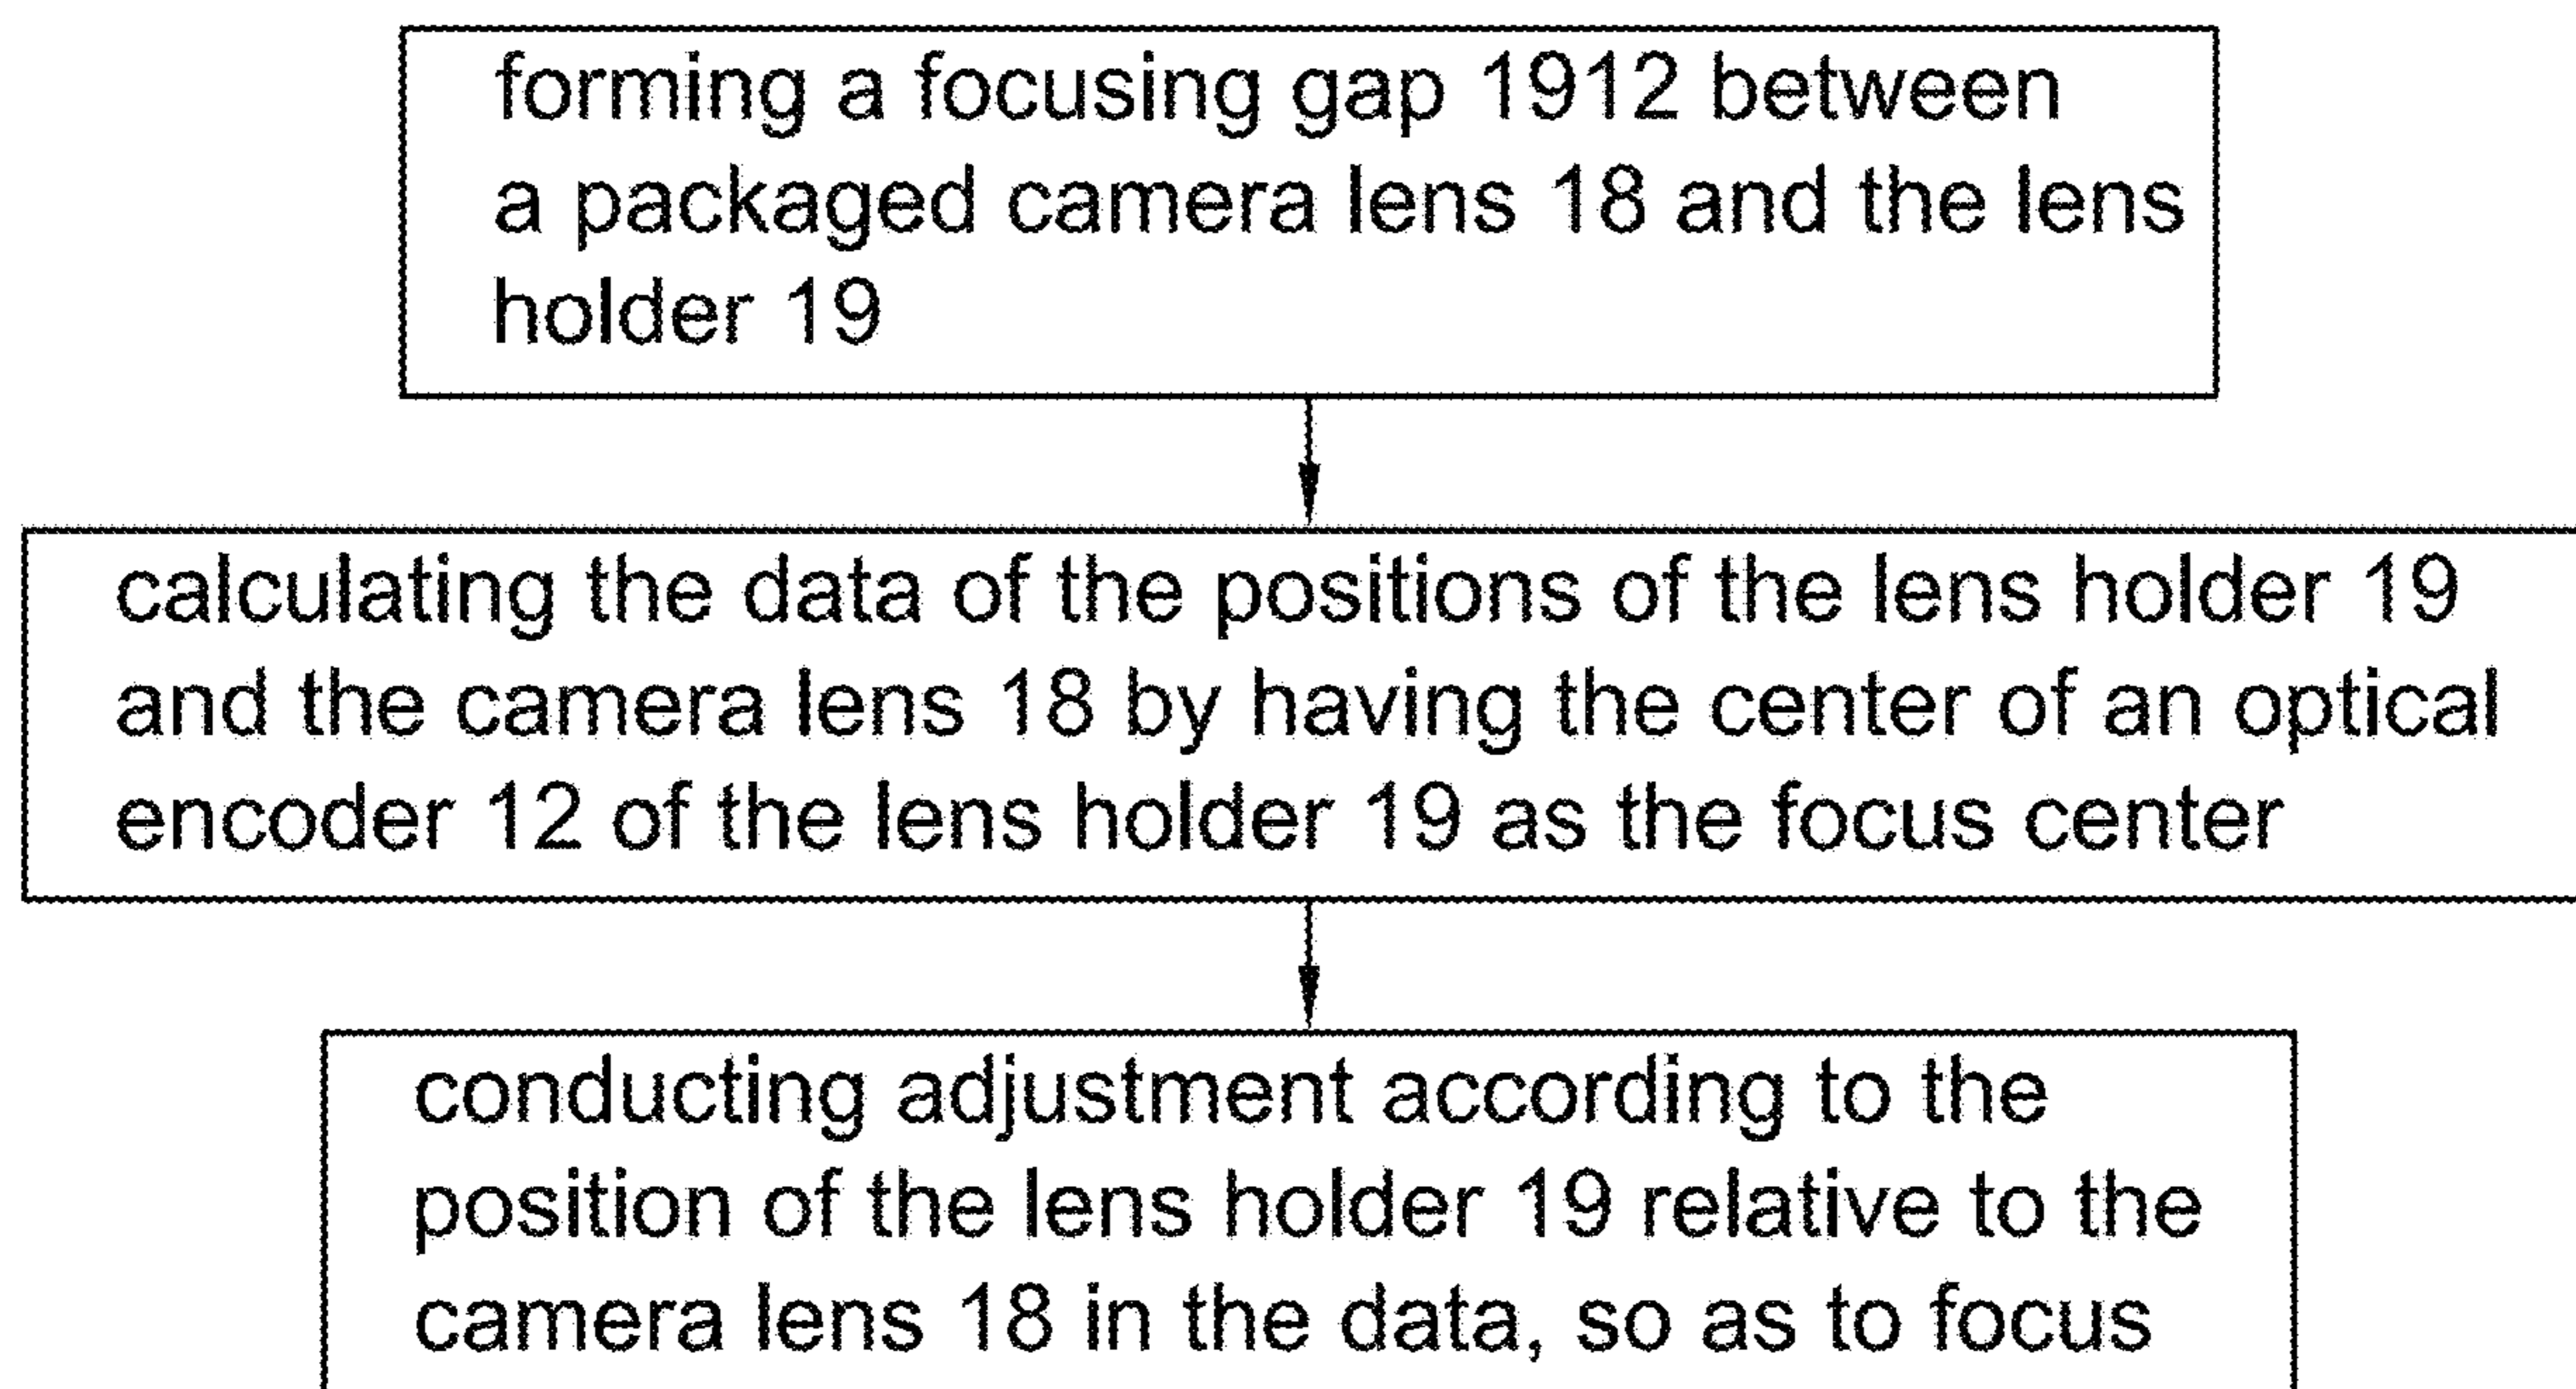 forming a focusing gap 1912 between
a packaged camera lens 18 and the lens
holder 19
calculating the data of the positions of the lens holder 19
and the camera lens 18 by having the center of an optical
encoder 12 of the lens holder 19 as the focus center
conducting adjustment according to the
position of the lens holder 19 relative to the
camera lens 18 in the data, so as to focus